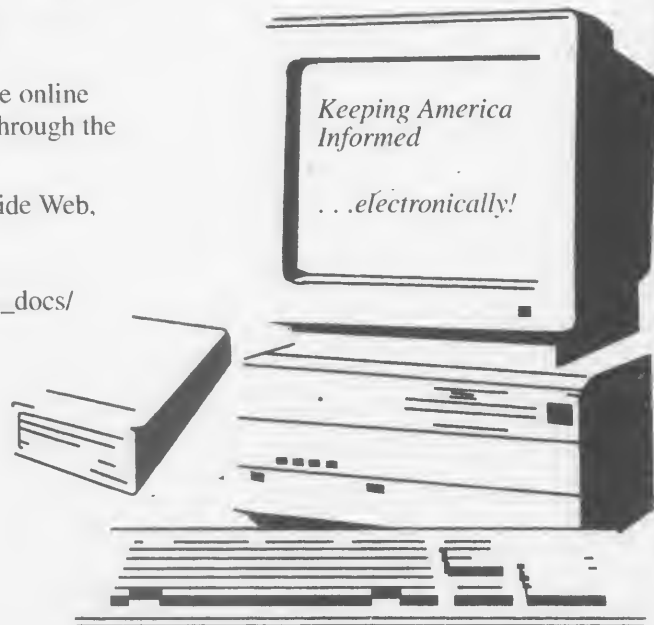 e online
hrough the
ide Web,
_docs/
Keeping America
Informed
. . .electronically!